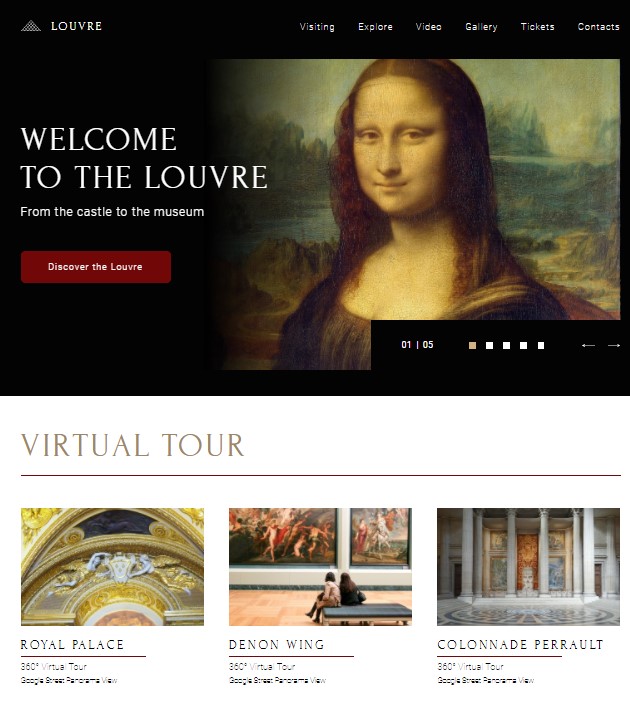 LOUVRE
Visiting Explore Video Gallery Tickets Contacts
WELCOME
TO THE LOUVRE
From the castle to the museum
Discover the Louvre
01 | 05
VIRTUAL TOUR
ROYAL PALACE
360° Virtual Tour
Google Street Panorama View
DENON WING
360° Virtual Tour
Google Street Panorama View
COLONNADE PERRAULT
360° Virtual Tour
Google Street Panorama View